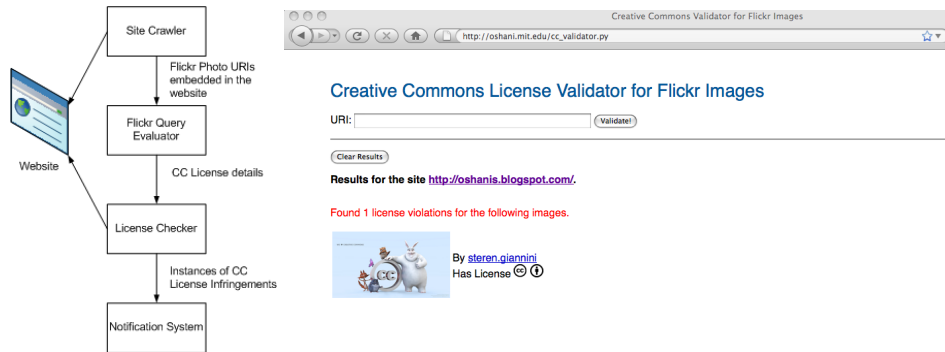 Site Crawler
Flickr Photo URIs
embedded in the
website
Flickr Query
Evaluator
Website
CC License details
License Checker
Instances of CC
License Infringements
Notification System
Creative Commons Validator for Flickr Images
http://oshani.mit.edu/cc_validator.py
Creative Commons License Validator for Flickr Images
URI: Validate!
Clear Results
Results for the site http://oshanis.blogspot.com/.
Found 1 license violations for the following images.
CC
By steren.giannini
Has License